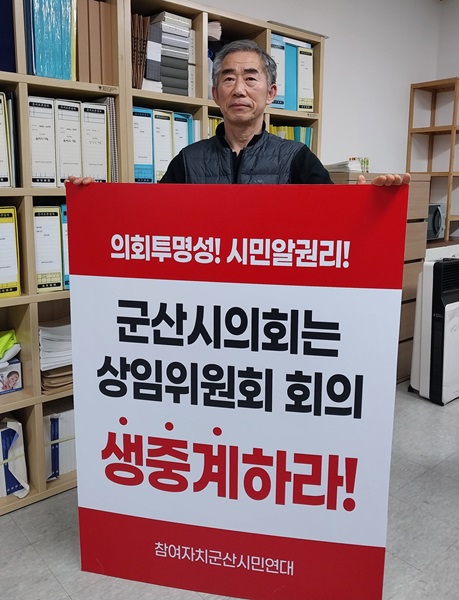 의회투명성! 시민알권리!
군산시의회는
상임위원회 회의
생중계하라!
참여자치군산시민연대